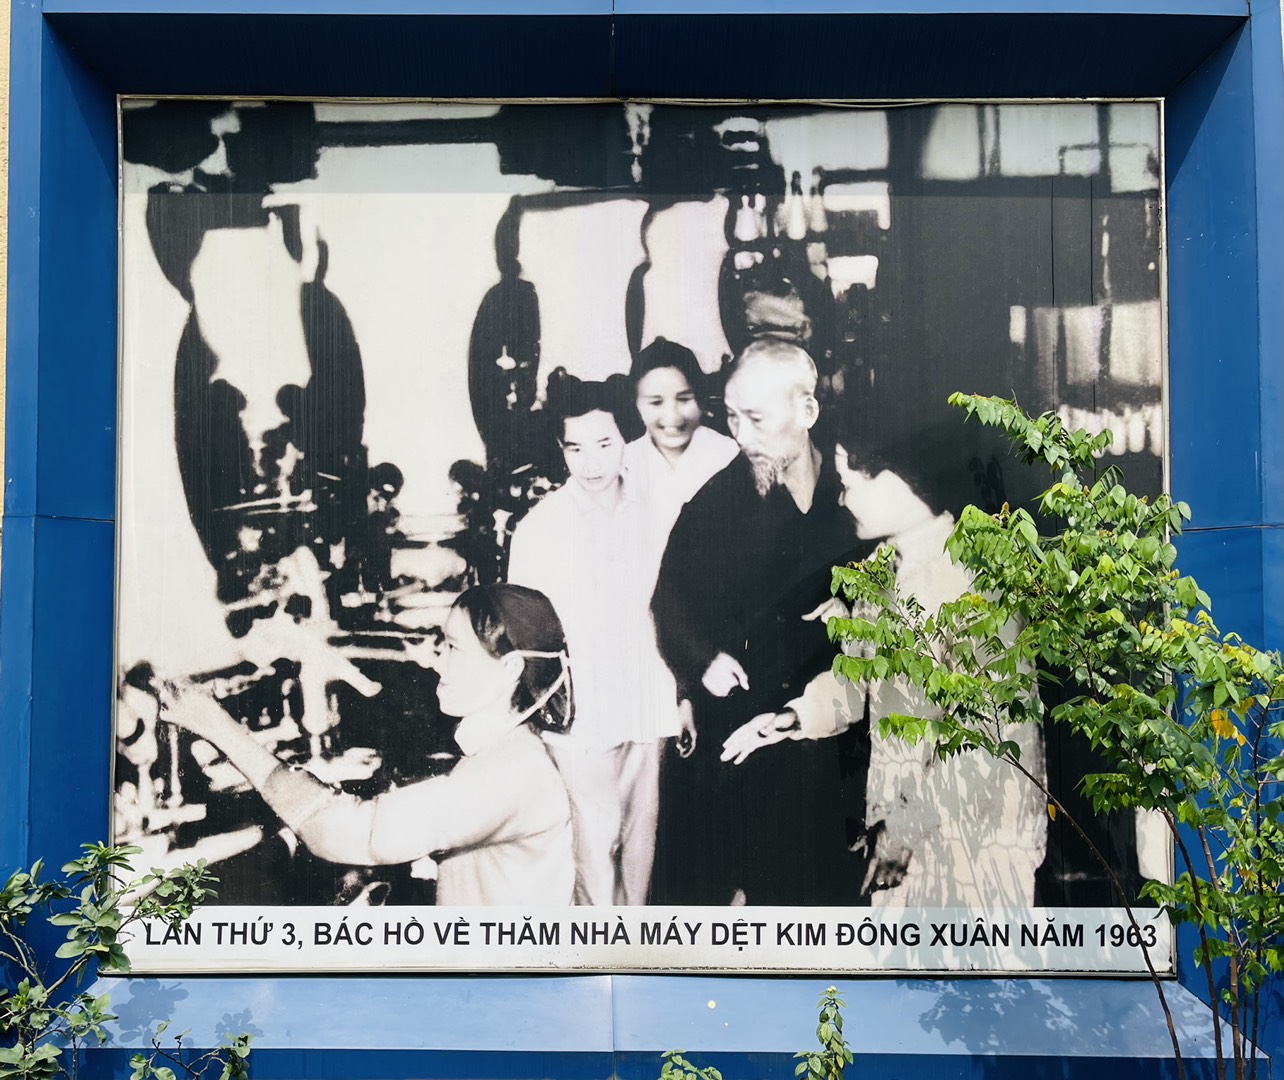 LẦN THỨ 3, BÁC HỒ VỀ THĂM NHÀ MÁY DỆT KIM ĐÔNG XUÂN NĂM 1963